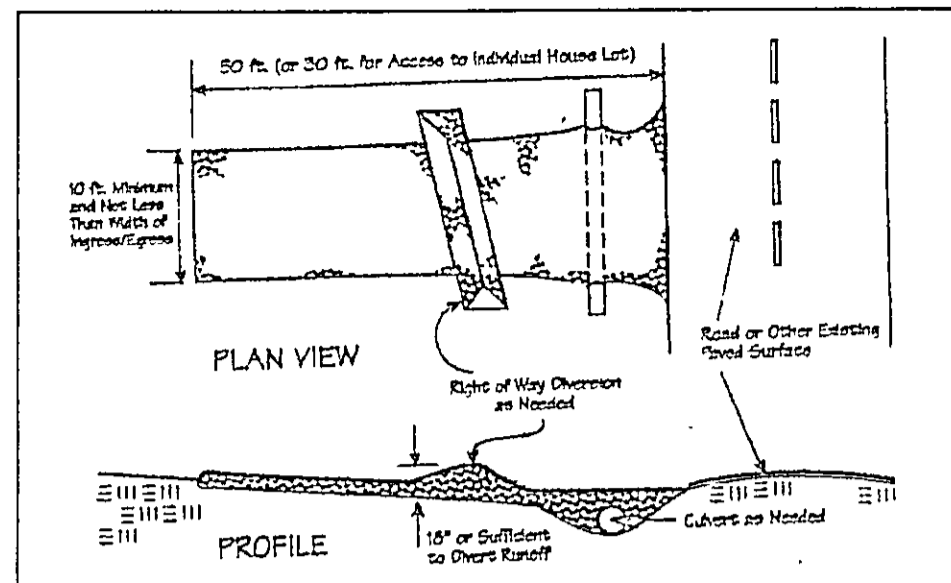 50 ft. (or 30 ft. for Access to Individual House Lot)
10 ft. Minimum
and Not Less
Than Width of
Ingress/Egress
PLAN VIEW
Right of Way Diversion
as Needed
Road or Other Existing
Paved Surface
18" or Sufficient
to Divert Runoff
Culvert as Needed
PROFILE